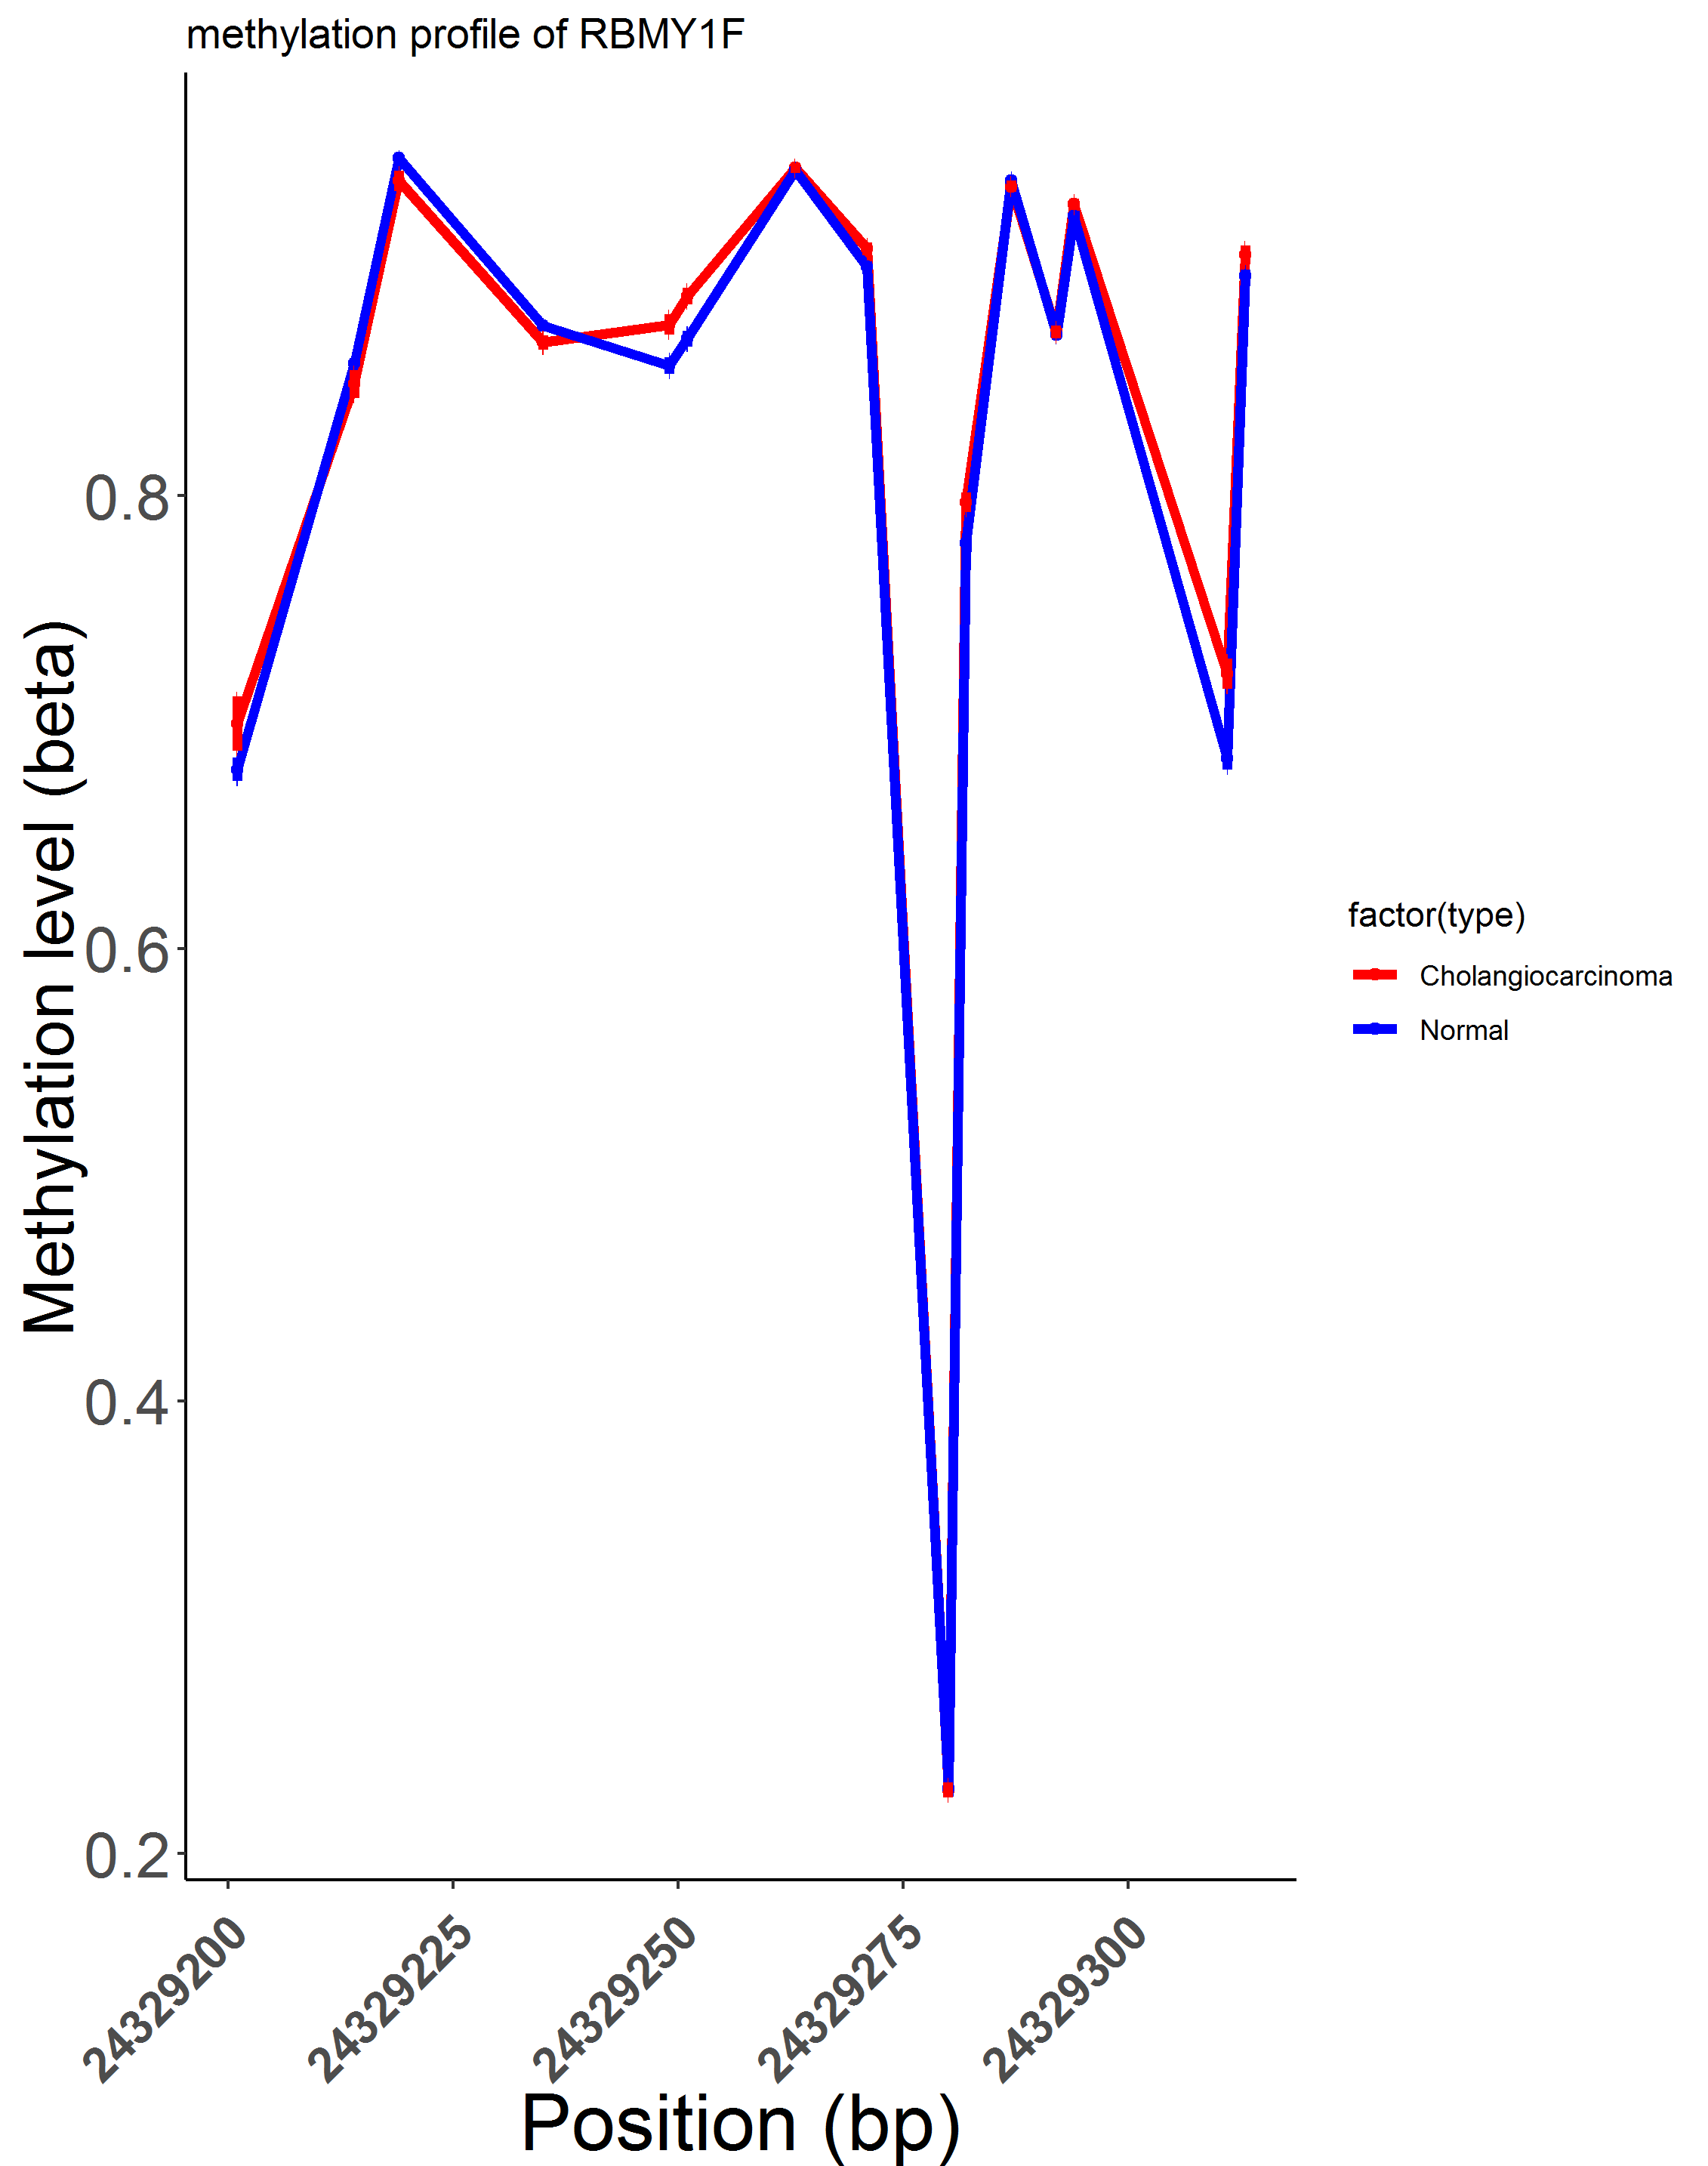 methylation profile of RBMY1F
Methylation level (beta)
0.8
0.6
0.4
0.2
24329200
24329225
24329250
24329275
24329300
Position (bp)
factor(type)
Cholangiocarcinoma
Normal